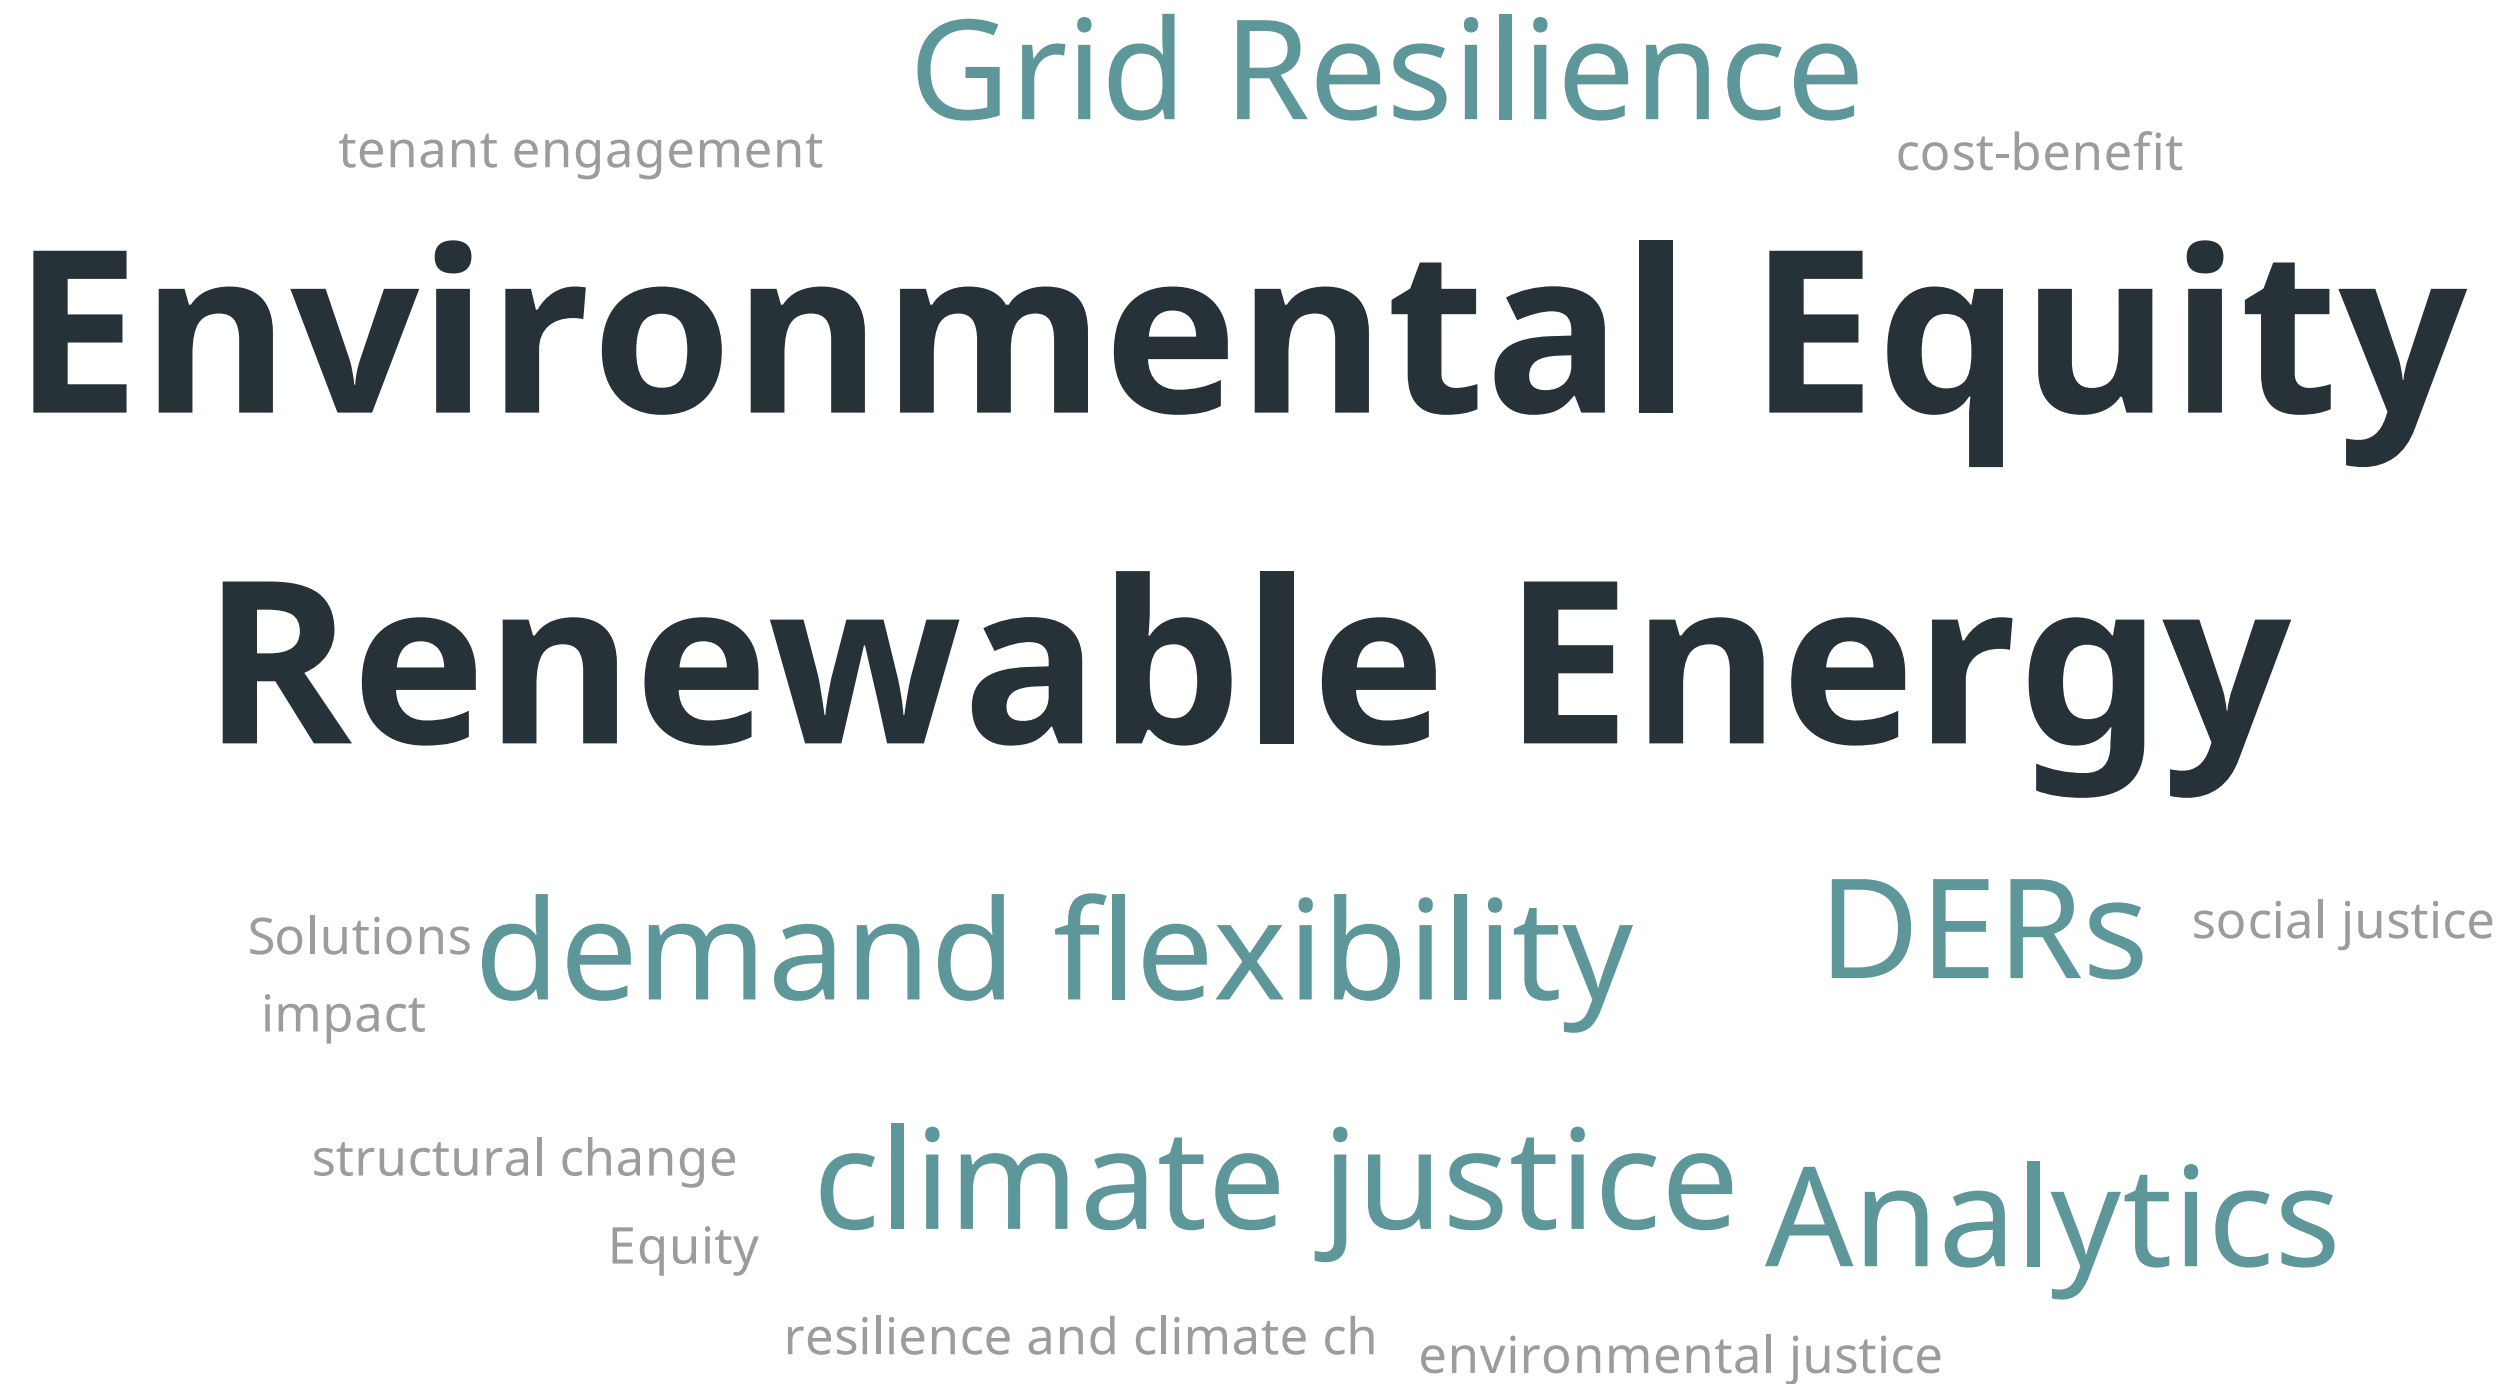 Grid Resilience
tenant engagement
cost-benefit
Environmental Equity
Renewable Energy
Solutions
demand flexibility
DERs
social justice
impact
structural change
climate justice
Analytics
Equity
resilience and climate ch
environmental justice